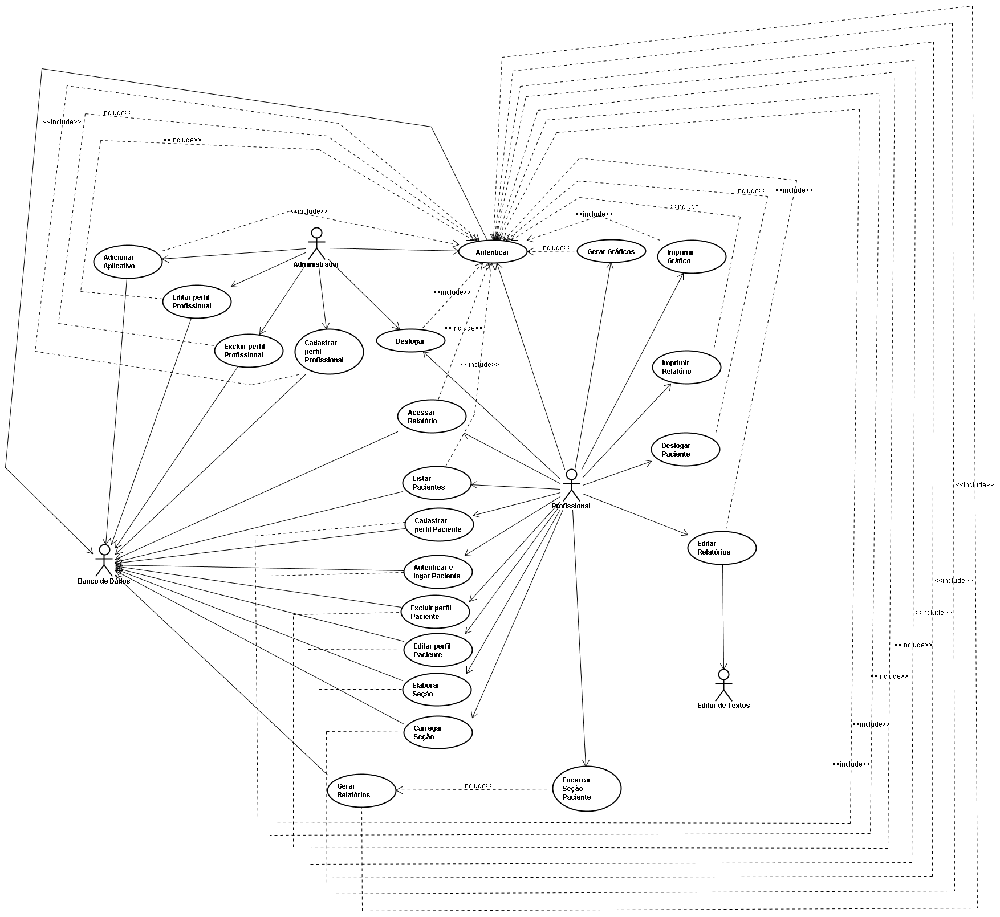 <<include>>
<<include>>
<<include>>
<<include>>
<<include>>
<<include>>
<<include>>
<<include>>
<<include>>
Adicionar
Aplicativo
Administrador
Autenticar
Gerar Gráficos
Imprimir
Gráfico
Editar perfil
Profissional
<<include>>
<<include>>
Excluir perfil
Profissional
Cadastrar
perfil
Profissional
Deslogar
<<include>>
Imprimir
Relatório
Acessar
Relatório
Deslogar
Paciente
Listar
Pacientes
<<include>>
Profissional
Cadastrar
perfil Paciente
Editar
Relatórios
Autenticar e
logar Paciente
Banco de Dados
<<include>>
Excluir perfil
Paciente
<<include>>
Editar perfil
Paciente
<<include>>
<<include>>
Elaborar
Seção
Editor de Textos
Carregar
Seção
<<include>>
<<include>>
Gerar
Relatórios
<<include>>
Encerrar
Seção
Paciente